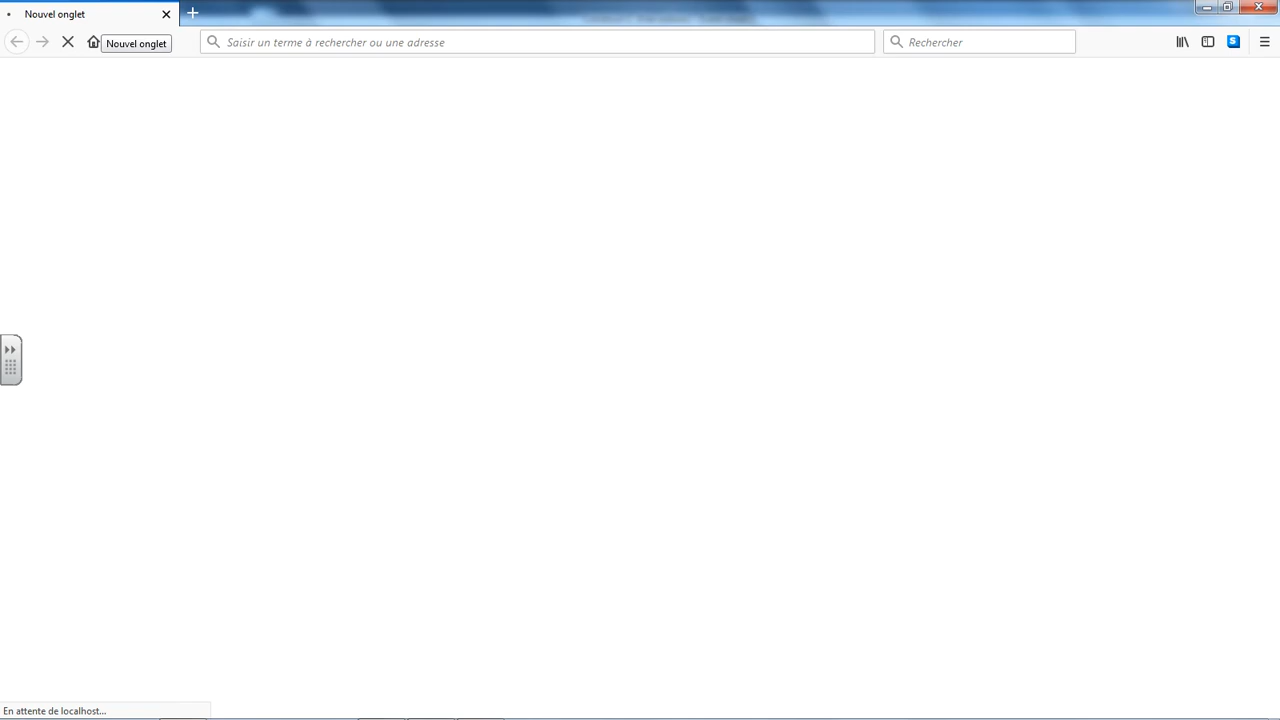 Nouvel onglet
Nouvel onglet
Saisir un terme à rechercher ou une adresse
Rechercher
S
En attente de localhost...